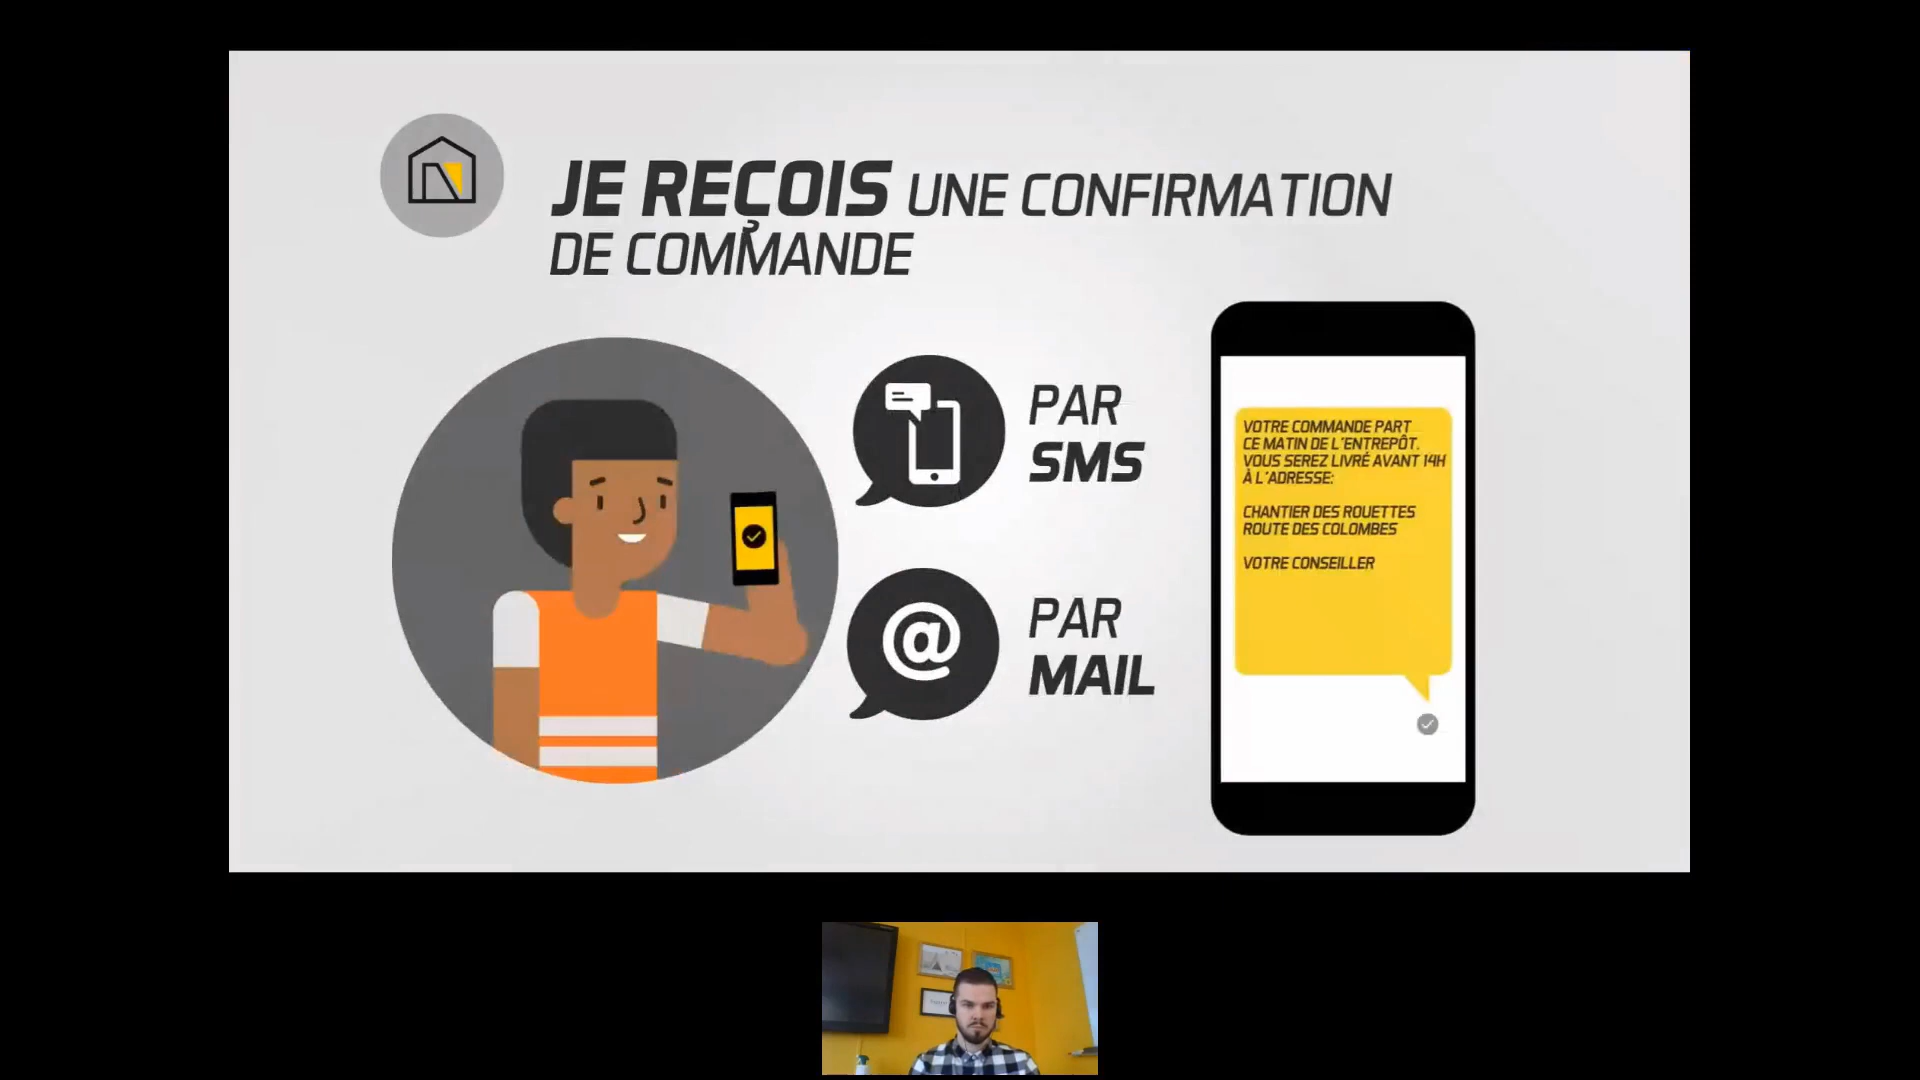 JE REÇOIS UNE CONFIRMATION
DE COMMANDE
PAR
SMS
@
PAR
MAIL
VOTRE COMMANDE PART
CE MATIN DE L'ENTREPÔT.
VOUS SEREZ LIVRÉ AVANT 14H
À L'ADRESSE:
CHANTIER DES ROUETTES
ROUTE DES COLOMBES
VOTRE CONSEILLER